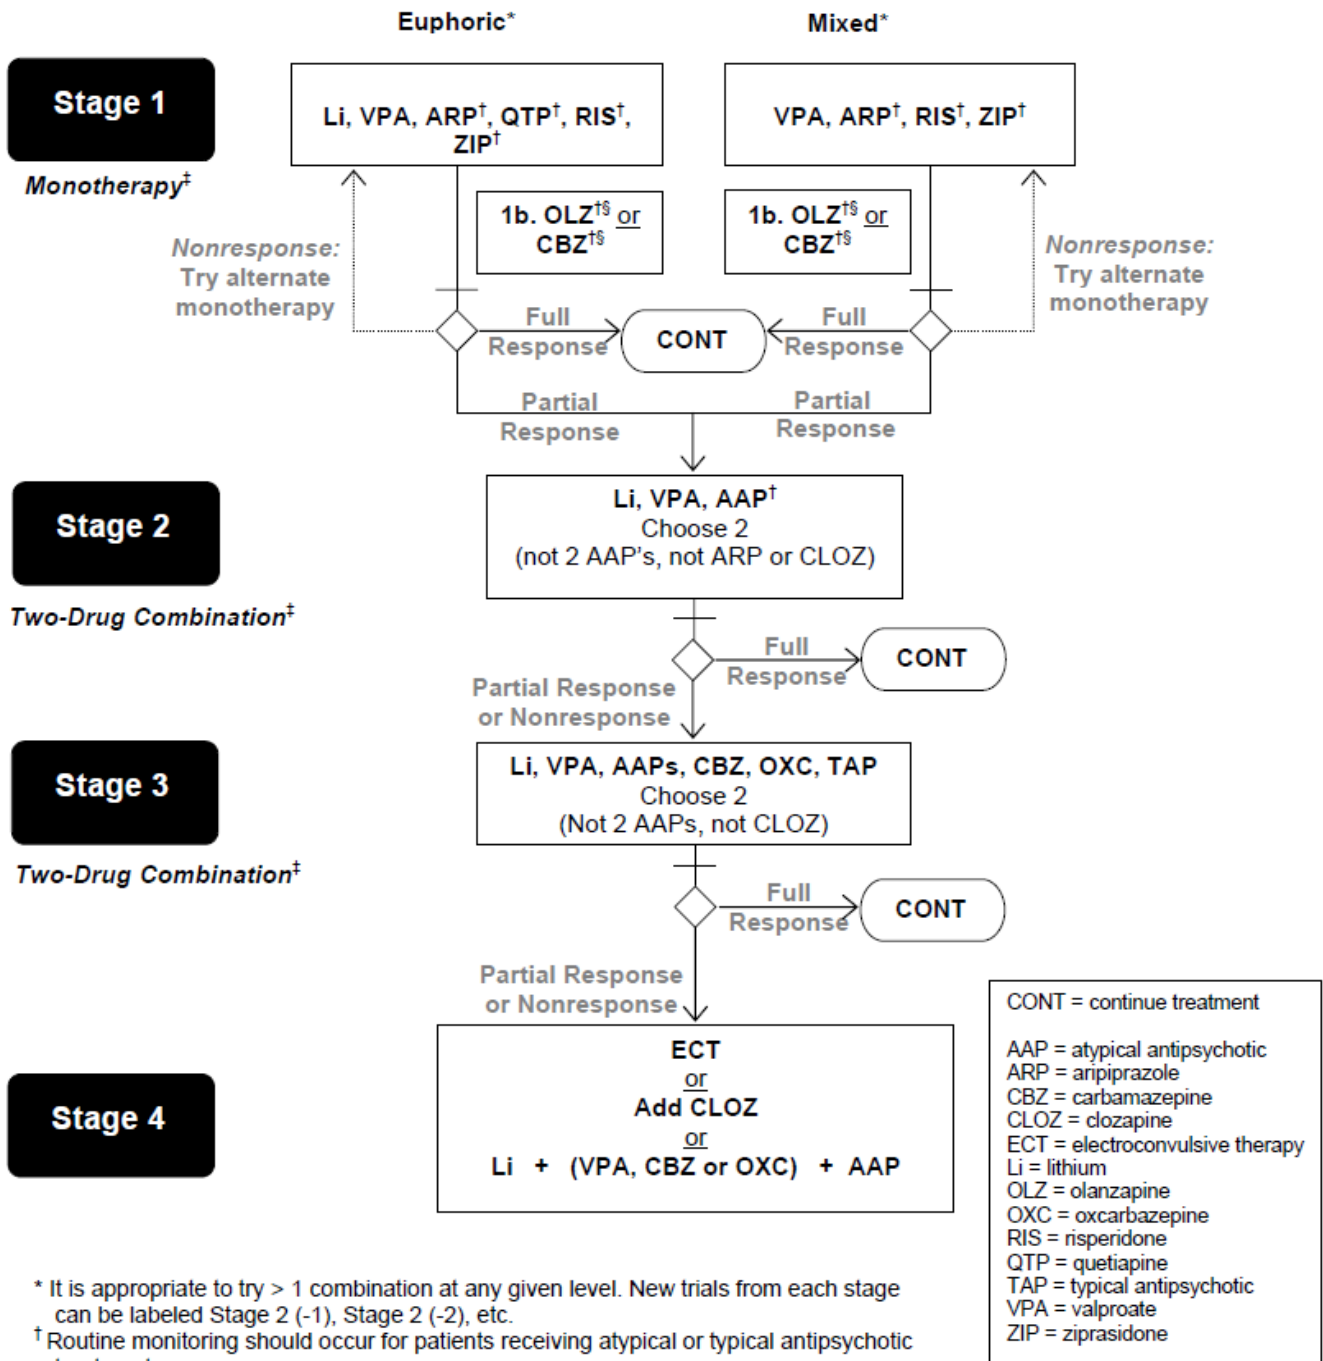 Euphoric*
Mixed*
Stage 1
Monotherapy‡
Li, VPA, ARP†, QTP†, RIS†,
ZIP†
VPA, ARP†, RIS†, ZIP†
1b. OLZ†§ or
CBZ†§
1b. OLZ†§ or
CBZ†§
Nonresponse:
Try alternate
monotherapy
Nonresponse:
Try alternate
monotherapy
Full
Response
CONT
Full
Response
Partial
Response
Partial
Response
Stage 2
Two-Drug Combination‡
Li, VPA, AAP†
Choose 2
(not 2 AAP's, not ARP or CLOZ)
Full
Response
CONT
Partial Response
or Nonresponse
Stage 3
Two-Drug Combination‡
Li, VPA, AAPs, CBZ, OXC, TAP
Choose 2
(Not 2 AAPs, not CLOZ)
Full
Response
CONT
Partial Response
or Nonresponse
Stage 4
ECT
or
Add CLOZ
or
Li + (VPA, CBZ or OXC) + AAP
CONT = continue treatment
AAP = atypical antipsychotic
ARP = aripiprazole
CBZ = carbamazepine
CLOZ = clozapine
ECT = electroconvulsive therapy
Li = lithium
OLZ = olanzapine
OXC = oxcarbazepine
RIS = risperidone
QTP = quetiapine
TAP = typical antipsychotic
VPA = valproate
ZIP = ziprasidone
* It is appropriate to try > 1 combination at any given level. New trials from each stage
can be labeled Stage 2 (-1), Stage 2 (-2), etc.
† Routine monitoring should occur for patients receiving atypical or typical antipsychotic